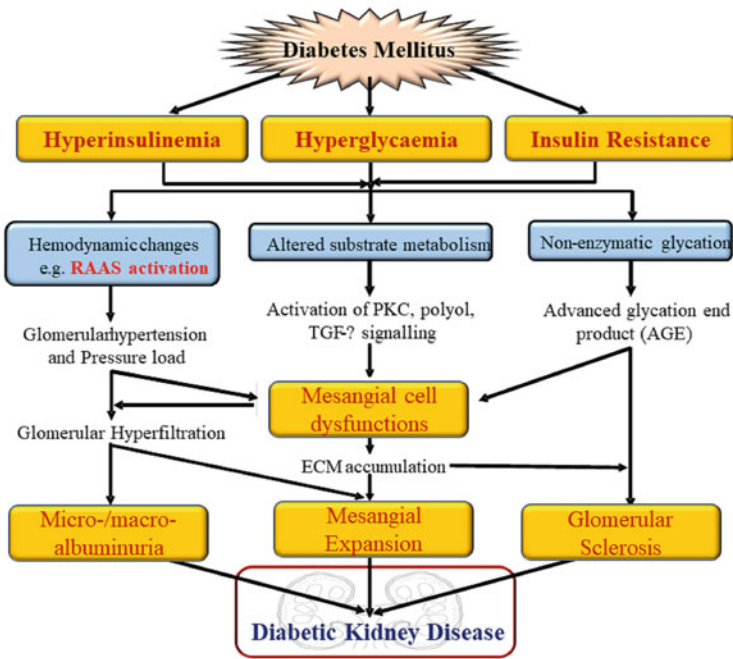 Diabetes Mellitus
Hyperinsulinemia
Hyperglycaemia
Insulin Resistance
Hemodynamic changes
e.g. RAAS activation
Altered substrate metabolism
Non-enzymatic glycation
Glomerularhypertension
and Pressure load
Activation of PKC, polyol,
TGF-? signalling
Advanced glycation end
product (AGE)
Mesangial cell
dysfunctions
Glomerular Hyperfiltration
ECM accumulation
Micro-/macro-
albuminuria
Mesangial
Expansion
Glomerular
Sclerosis
Diabetic Kidney Disease